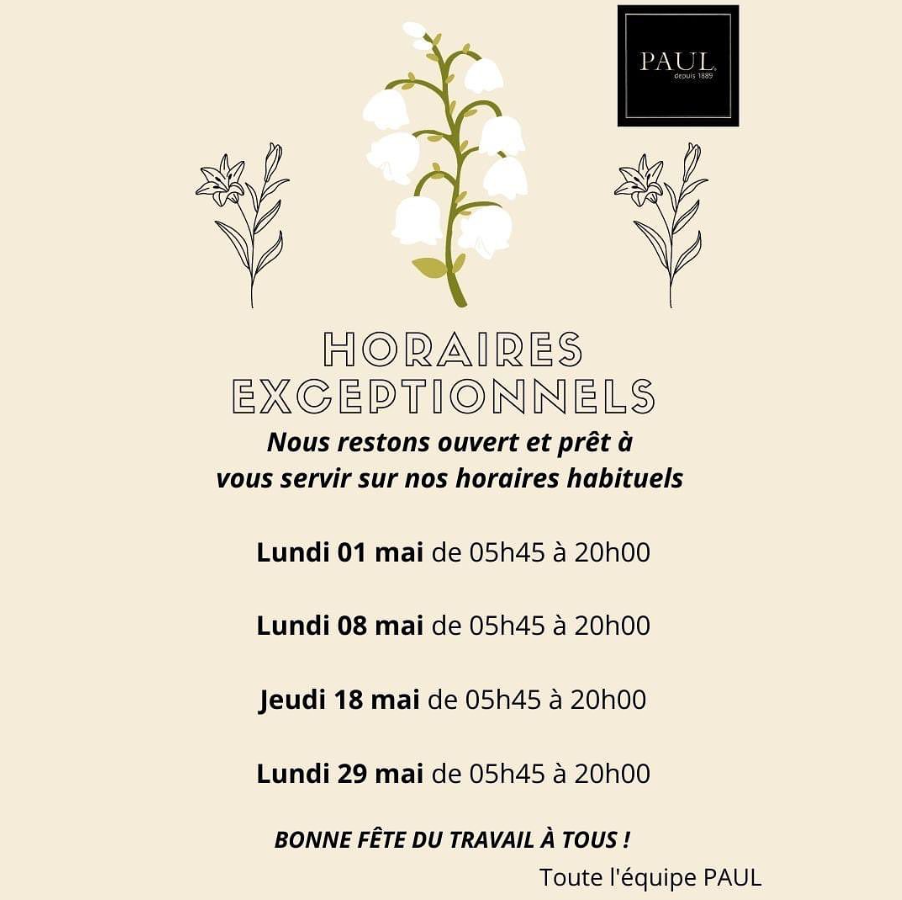 PAUL
depuis 1889
HORAIRES
EXCEPTIONNELS
Nous restons ouvert et prêt à
vous servir sur nos horaires habituels
Lundi 01 mai de 05h45 à 20h00
Lundi 08 mai de 05h45 à 20h00
Jeudi 18 mai de 05h45 à 20h00
Lundi 29 mai de 05h45 à 20h00
BONNE FÊTE DU TRAVAIL À TOUS !
Toute l'équipe PAUL